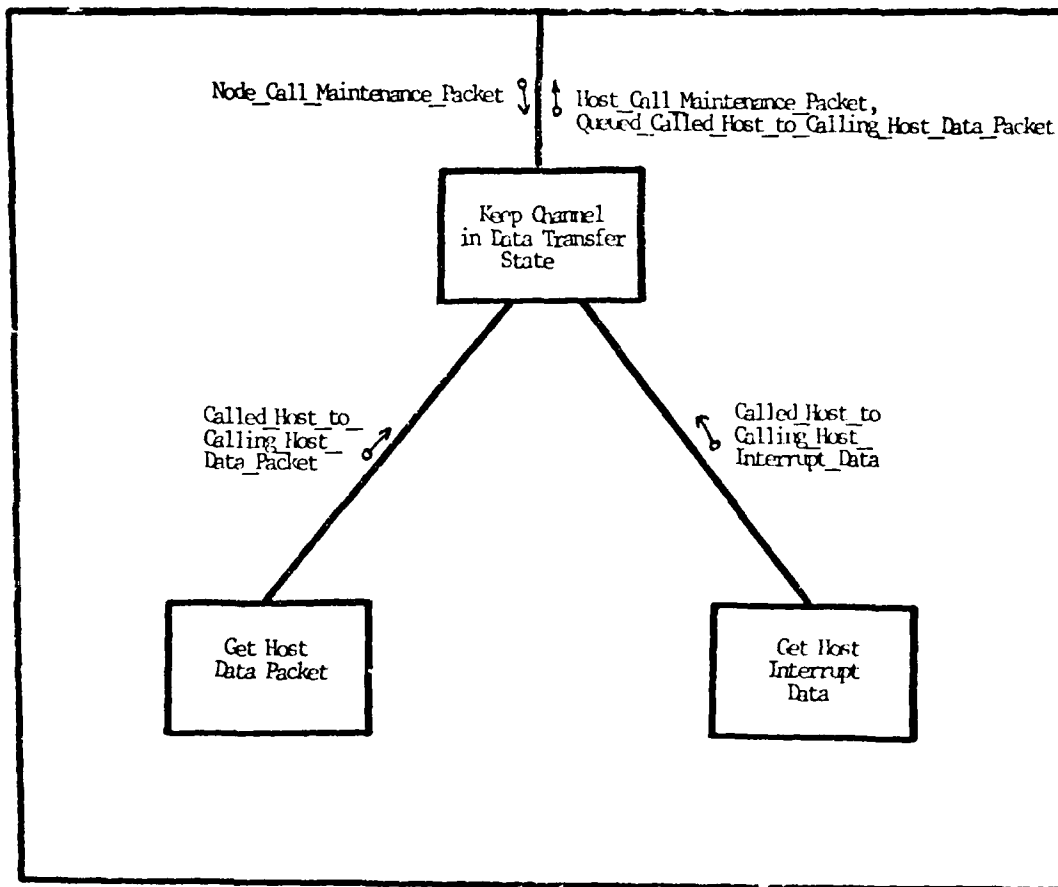 Node_Call_Maintenance_Packet
Host_Call_Maintenance_Packet,
Queued_Called_Host_to_Calling_Host_Data_Packet
Keep Channel
in Data Transfer
State
Called_Host_to_
Calling_Host_
Data_Packet
Called_Host_to
Calling_Host_
Interrupt_Data
Get Host
Data Packet
Get Host
Interrupt
Data